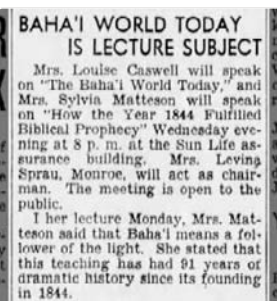 BAHA'I WORLD TODAY
IS LECTURE SUBJECT
Mrs. Louise Caswell will speak
on "The Baha'i World Today," and
Mrs. Sylvia Matteson will speak
on "How the Year 1844 Fulfilled
Biblical Prophecy" Wednesday eve-
ning at 8 p. m. at the Sun Life as-
surance building. Mrs. Levina
Sprau, Monroe, will act as chair-
man. The meeting is open to the
public.
I her lecture Monday, Mrs. Mat-
teson said that Baha'i means a fol-
lower of the light. She stated that
this teaching has had 91 years of
dramatic history since its founding
in 1844.